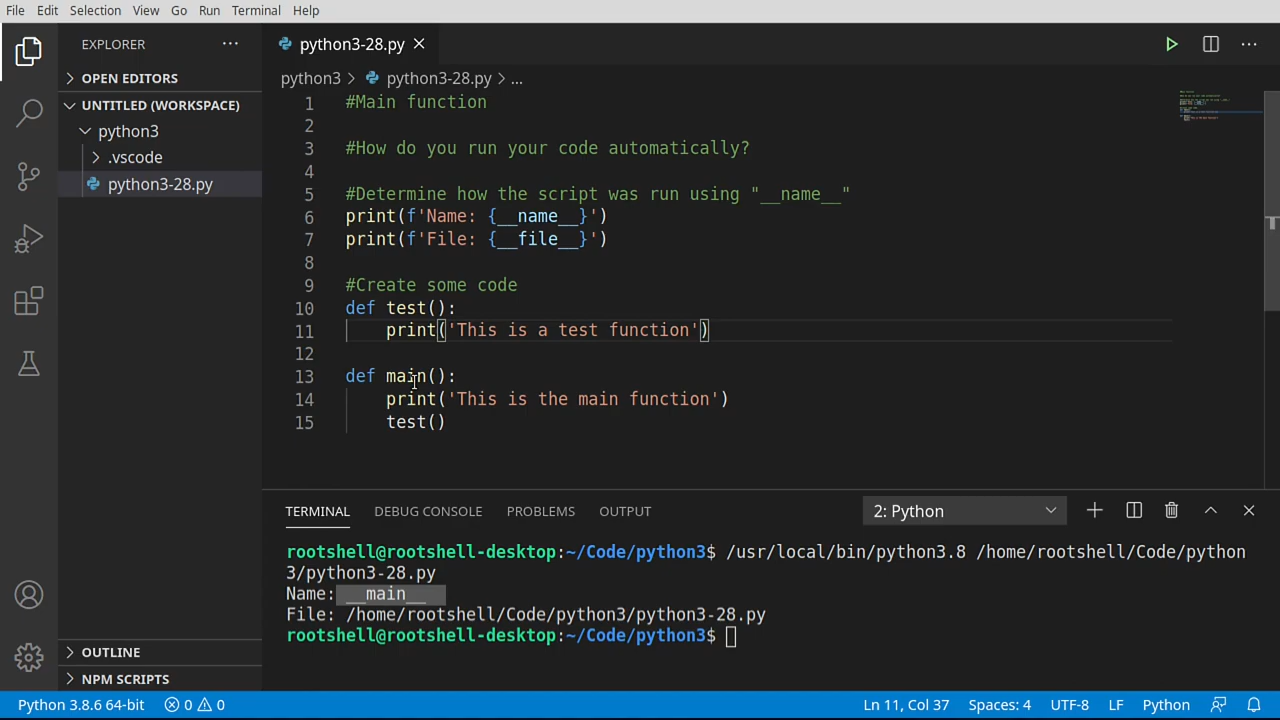 File Edit Selection View Go Run Terminal Help
EXPLORER
python3-28.py
OPEN EDITORS
UNTITLED (WORKSPACE)
python3
.vscode
python3-28.py
python3 > python3-28.py > ...
1 #Main function
2
3 #How do you run your code automatically?
4
5 #Determine how the script was run using "__name__"
6 print(f'Name: {__name__}')
7 print(f'File: {__file__}')
8
9 #Create some code
10 def test():
11 print('This is a test function')
12
13 def main():
14 print('This is the main function')
15 test()
TERMINAL DEBUG CONSOLE PROBLEMS OUTPUT 2: Python
rootshell@rootshell-desktop:~/Code/python3$ /usr/local/bin/python3.8 /home/rootshell/Code/python
3/python3-28.py
Name: __main__
File: /home/rootshell/Code/python3/python3-28.py
rootshell@rootshell-desktop:~/Code/python3$
OUTLINE
NPM SCRIPTS
Python 3.8.6 64-bit 0 0 Ln 11, Col 37 Spaces: 4 UTF-8 LF Python